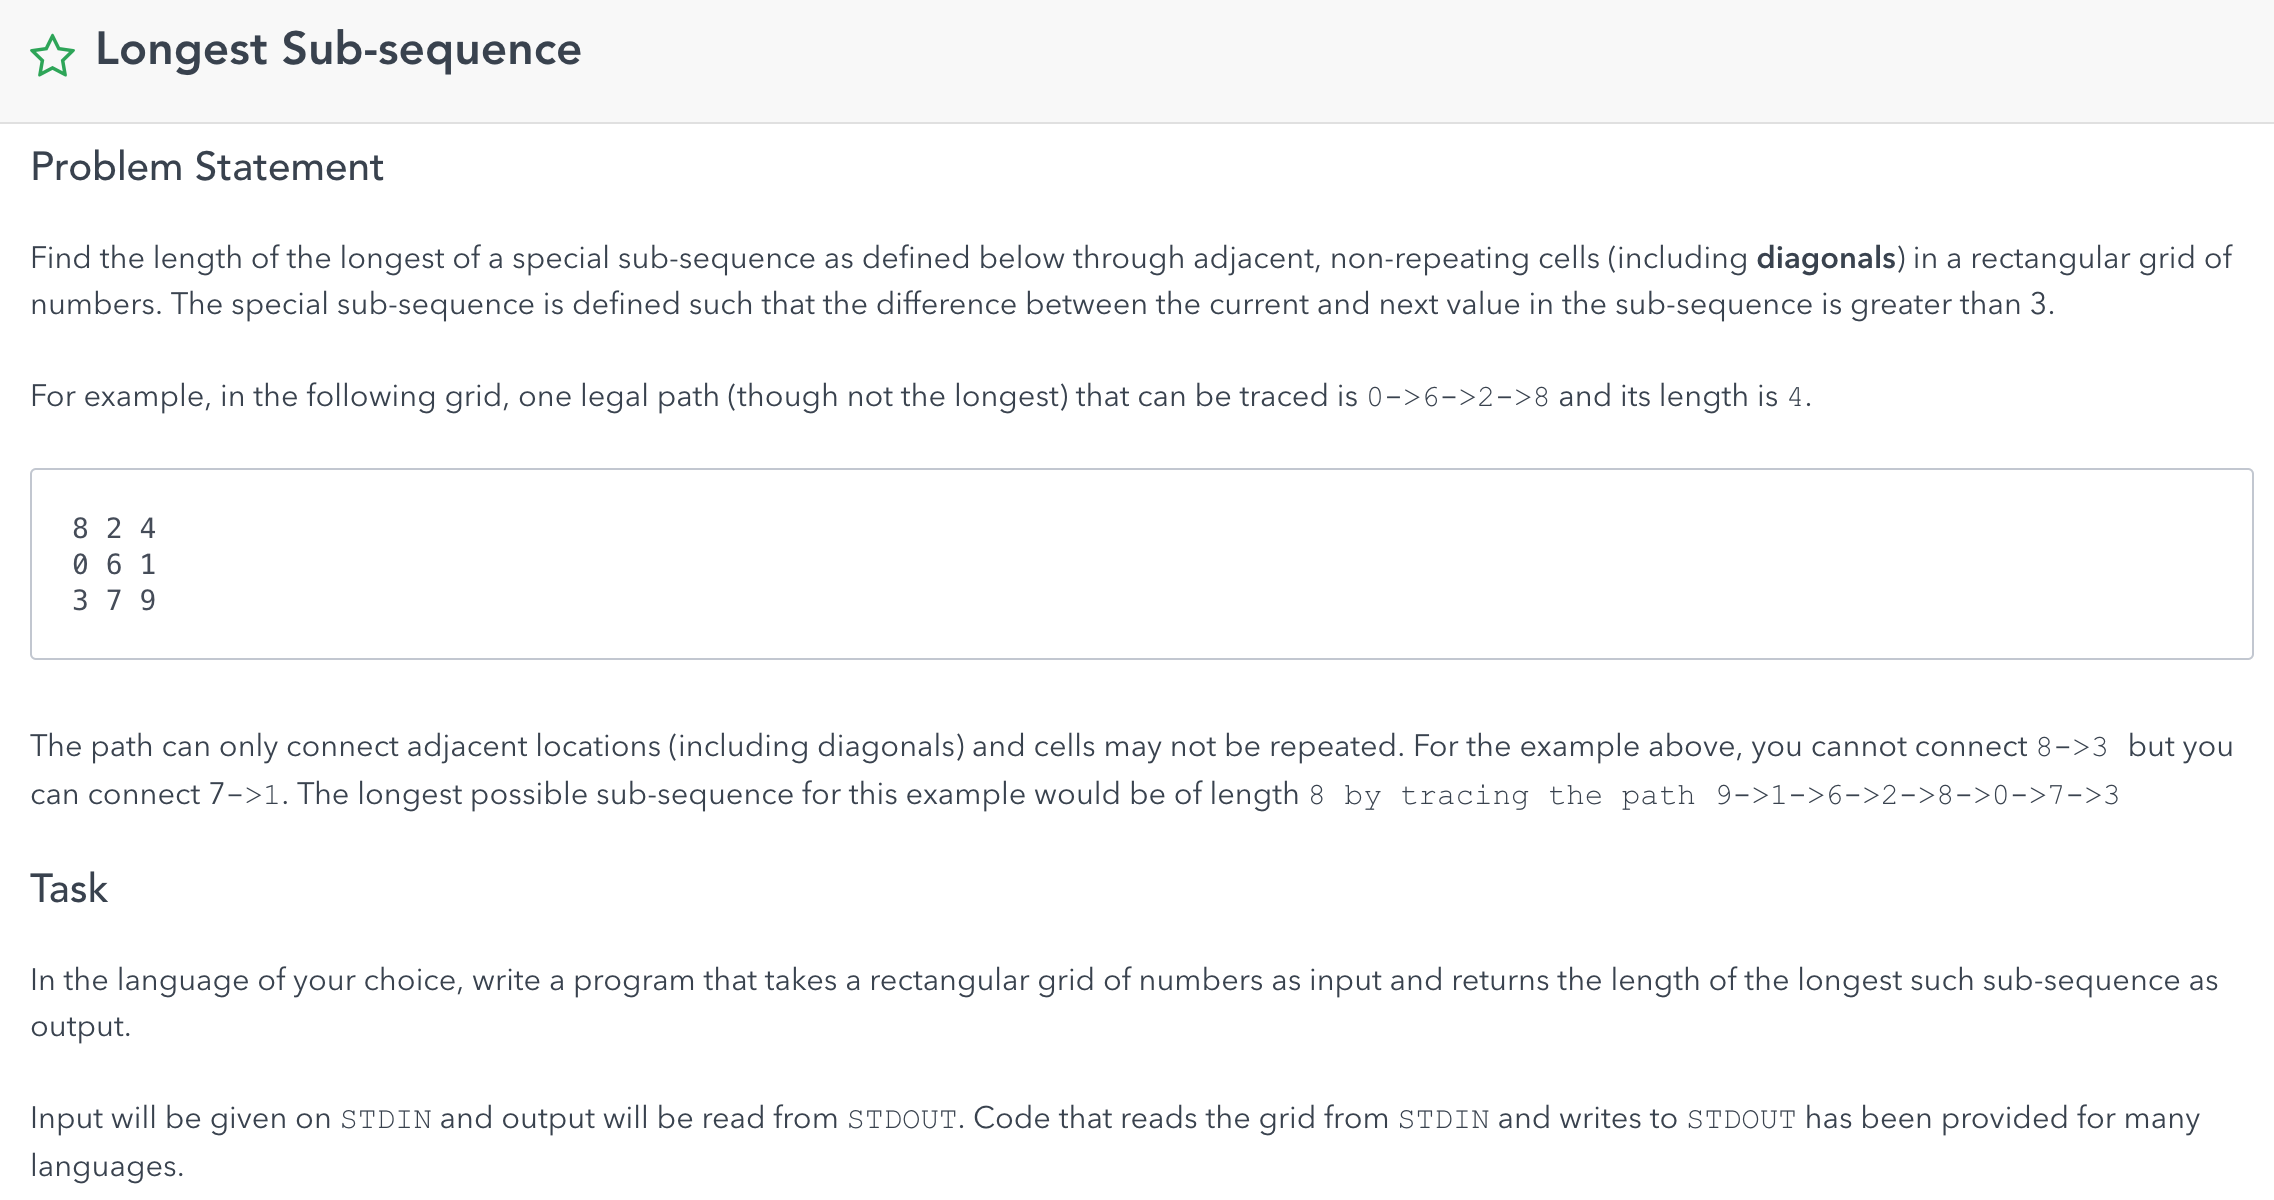 Longest Sub-sequence
Problem Statement
Find the length of the longest of a special sub-sequence as defined below through adjacent, non-repeating cells (including diagonals) in a rectangular grid of
numbers. The special sub-sequence is defined such that the difference between the current and next value in the sub-sequence is greater than 3.
For example, in the following grid, one legal path (though not the longest) that can be traced is 0->6->2->8 and its length is 4.
8 2 4
0 6 1
3 7 9
The path can only connect adjacent locations (including diagonals) and cells may not be repeated. For the example above, you cannot connect 8->3 but you
can connect 7->1. The longest possible sub-sequence for this example would be of length 8 by tracing the path 9->1->6->2->8->0->7->3
Task
In the language of your choice, write a program that takes a rectangular grid of numbers as input and returns the length of the longest such sub-sequence as
output.
Input will be given on STDIN and output will be read from STDOUT. Code that reads the grid from STDIN and writes to STDOUT has been provided for many
languages.